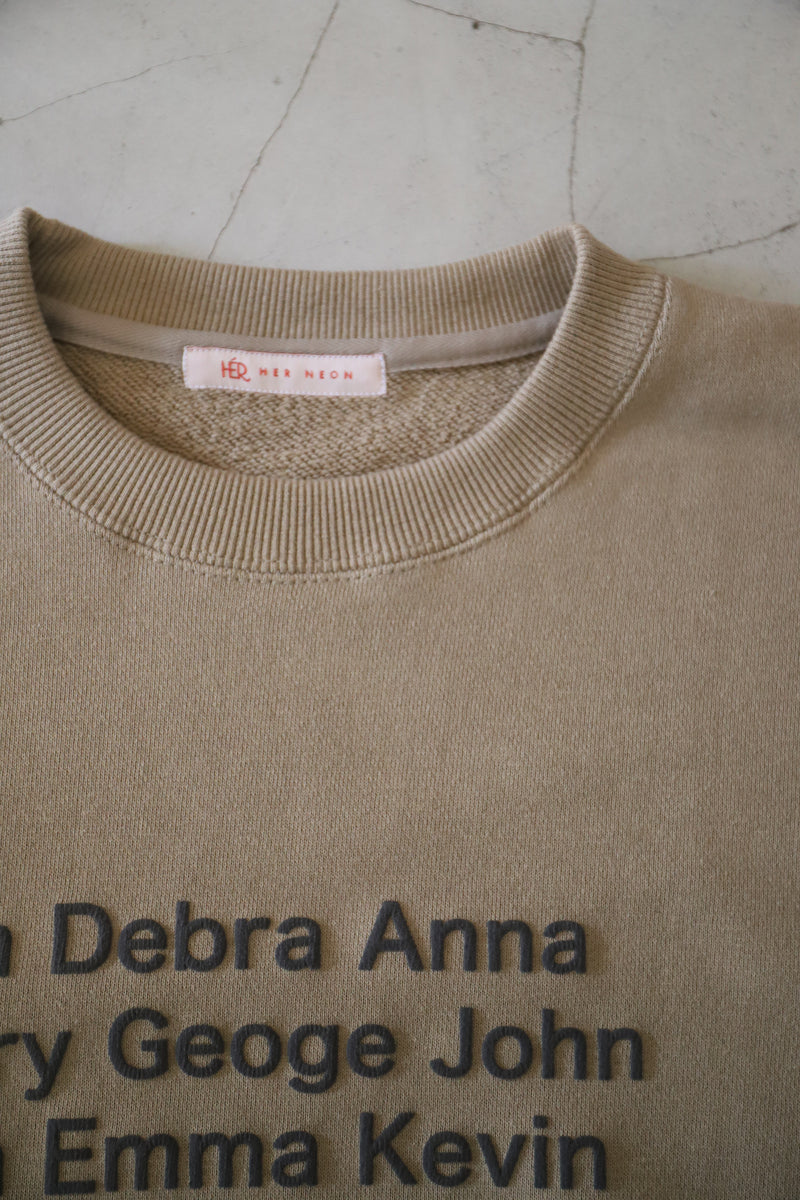 HÉR HER NEON
Debra Anna
Geoge John
Emma Kevin